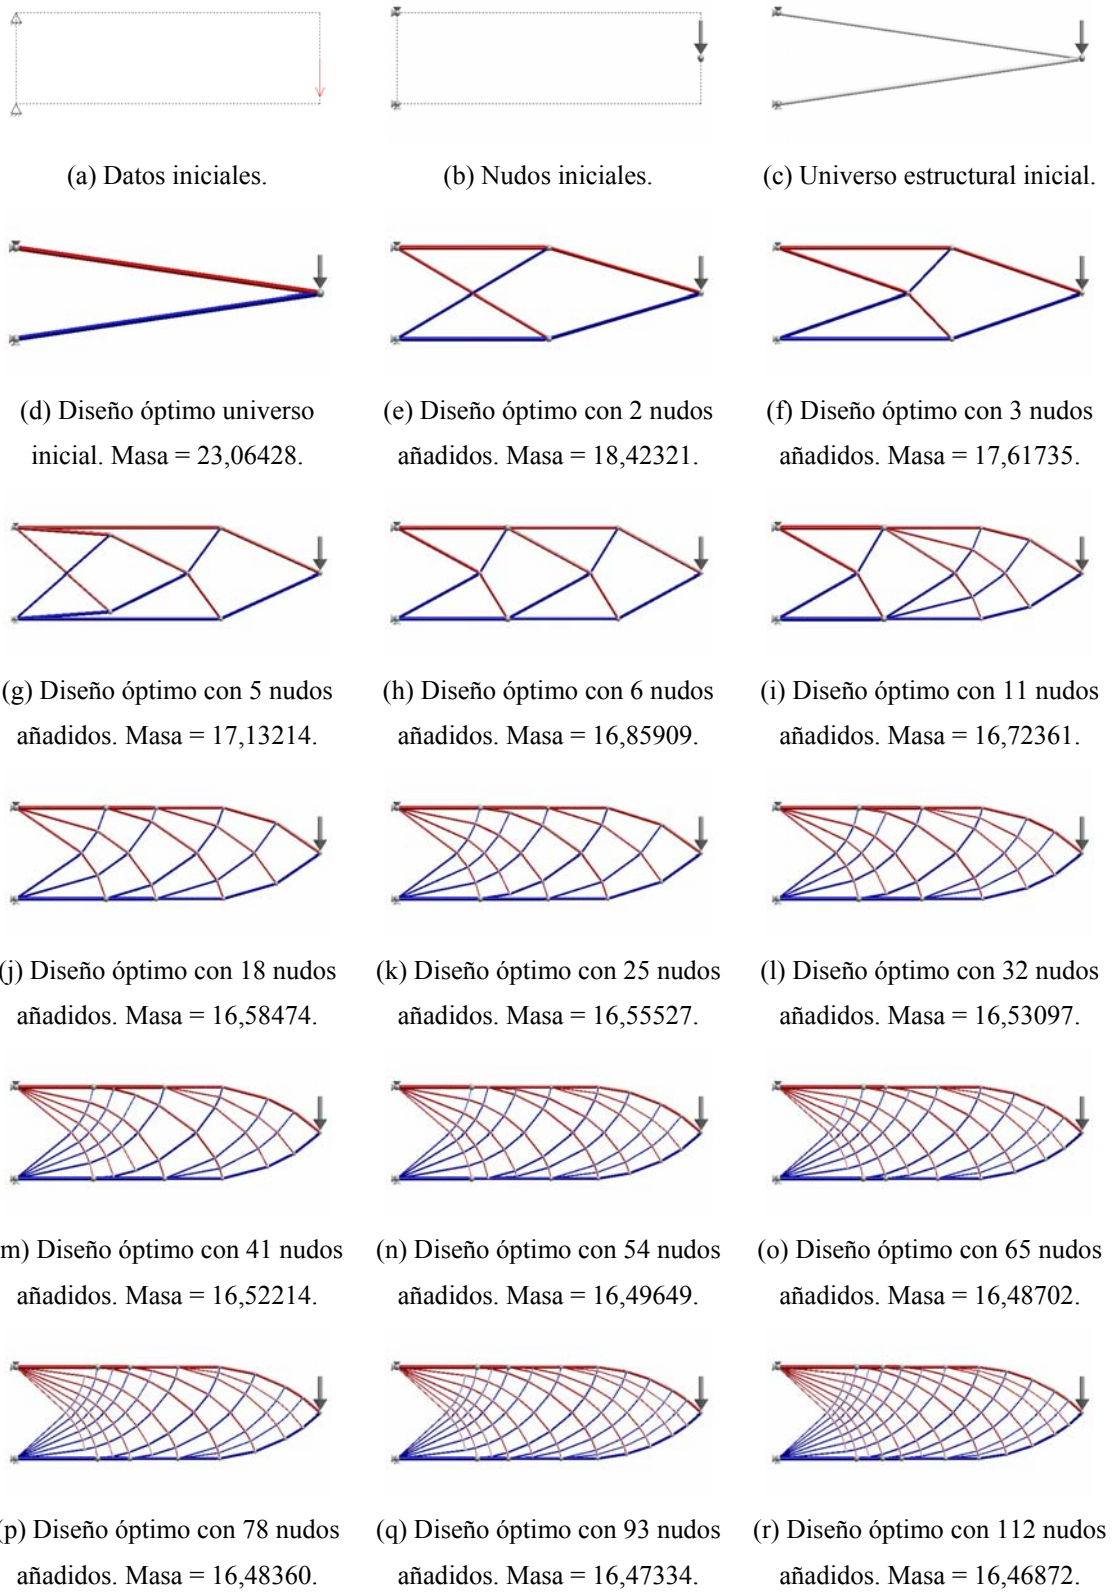 (a) Datos iniciales.
(b) Nudos iniciales.
(c) Universo estructural inicial.
(d) Diseño óptimo universo
inicial. Masa = 23,06428.
(e) Diseño óptimo con 2 nudos
añadidos. Masa = 18,42321.
(f) Diseño óptimo con 3 nudos
añadidos. Masa = 17,61735.
(g) Diseño óptimo con 5 nudos
añadidos. Masa = 17,13214.
(h) Diseño óptimo con 6 nudos
añadidos. Masa = 16,85909.
(i) Diseño óptimo con 11 nudos
añadidos. Masa = 16,72361.
(j) Diseño óptimo con 18 nudos
añadidos. Masa = 16,58474.
(k) Diseño óptimo con 25 nudos
añadidos. Masa = 16,55527.
(l) Diseño óptimo con 32 nudos
añadidos. Masa = 16,53097.
m) Diseño óptimo con 41 nudos
añadidos. Masa = 16,52214.
(n) Diseño óptimo con 54 nudos
añadidos. Masa = 16,49649.
(o) Diseño óptimo con 65 nudos
añadidos. Masa = 16,48702.
(p) Diseño óptimo con 78 nudos
añadidos. Masa = 16,48360.
(q) Diseño óptimo con 93 nudos
añadidos. Masa = 16,47334.
(r) Diseño óptimo con 112 nudos
añadidos. Masa = 16,46872.